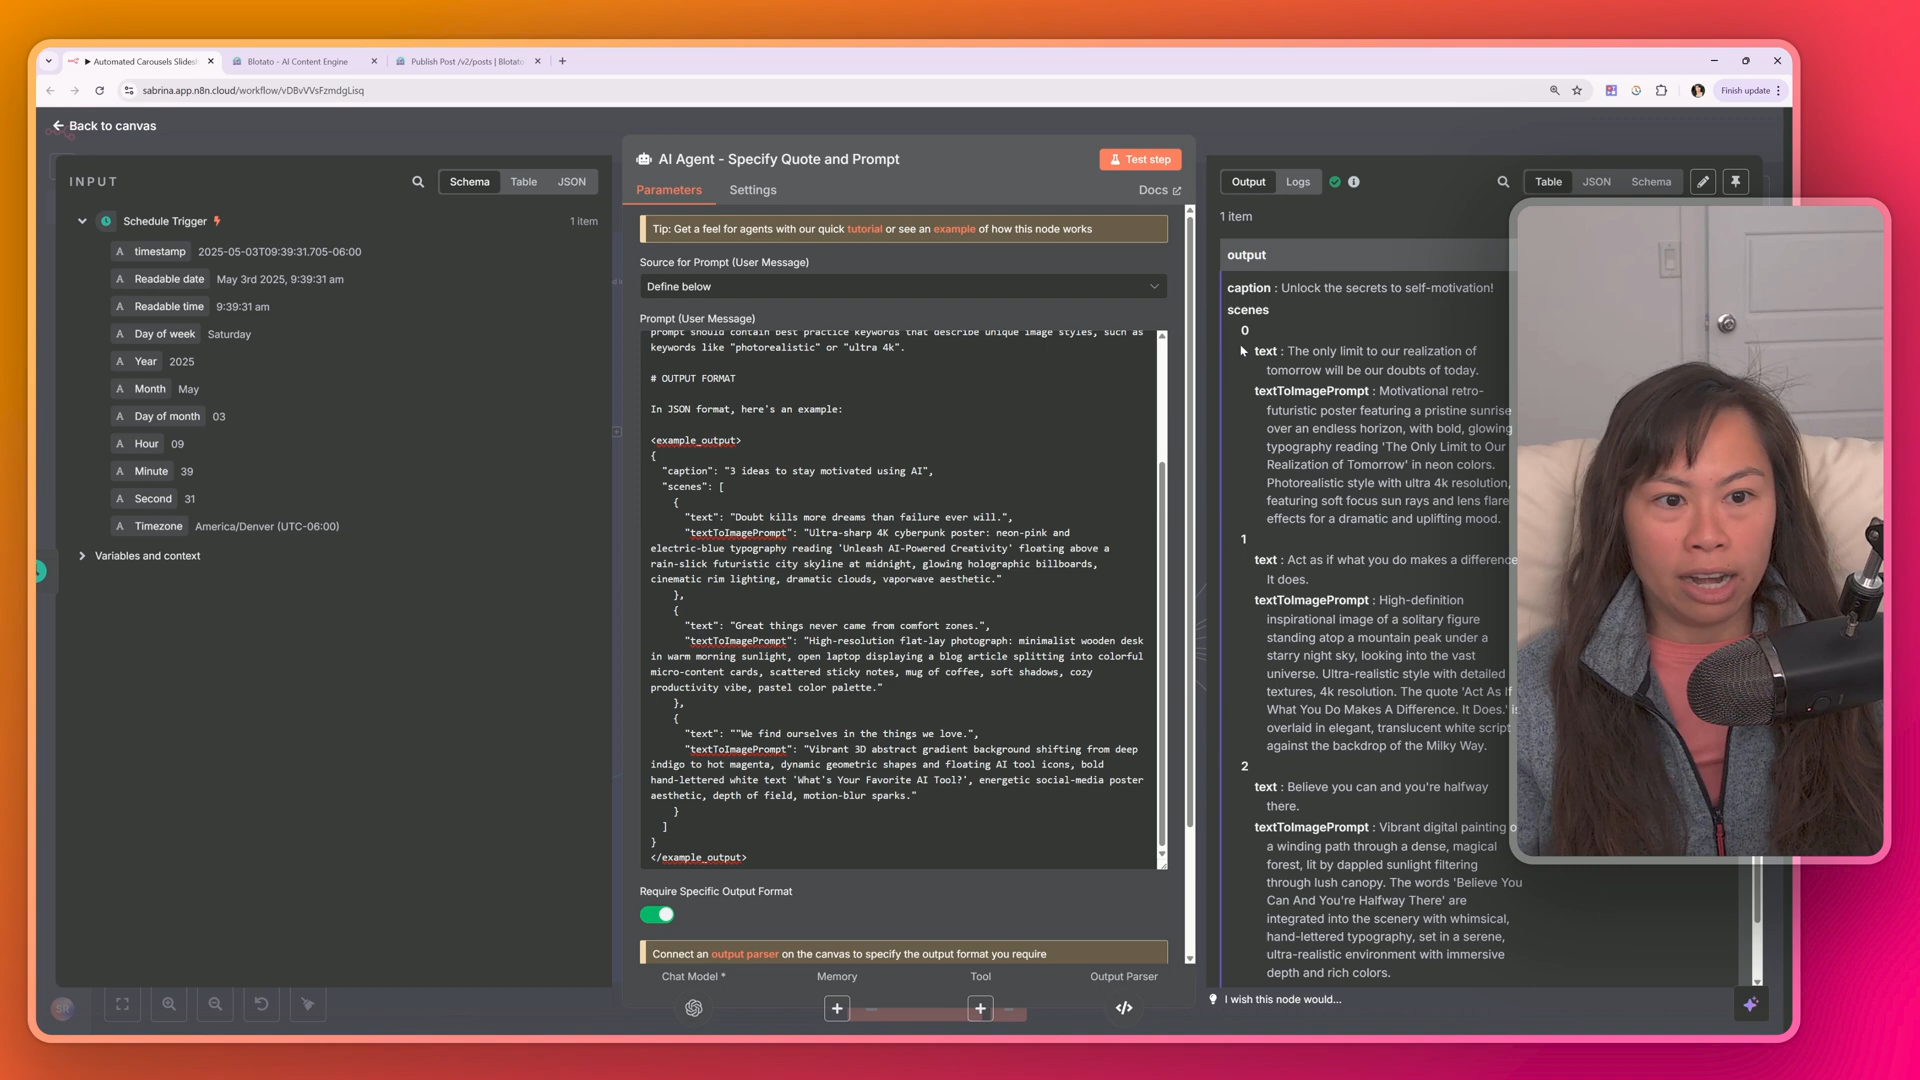 Automated Carousels Slides
Blotato - AI Content Engine
Publish Post /v2/posts | Blotato
sabrina.app.n8n.cloud/workflow/vDBvVVsFzmdgLisq
Finish update
Back to canvas
INPUT
Schema
Table
JSON
Schedule Trigger
1 item
A timestamp 2025-05-03T09:39:31.705-06:00
A Readable date May 3rd 2025, 9:39:31 am
A Readable time 9:39:31 am
A Day of week Saturday
A Year 2025
A Month May
A Day of month 03
A Hour 09
A Minute 39
A Second 31
A Timezone America/Denver (UTC-06:00)
Variables and context
SR
AI Agent - Specify Quote and Prompt
Test step
Parameters
Settings
Docs
Tip: Get a feel for agents with our quick tutorial or see an example of how this node works
Source for Prompt (User Message)
Define below
Prompt (User Message)
prompt should contain best practice keywords that describe unique image styles, such as
keywords like "photorealistic" or "ultra 4k".
# OUTPUT FORMAT
In JSON format, here's an example:
<example_output>
{
"caption": "3 ideas to stay motivated using AI",
"scenes": [
{
"text": "Doubt kills more dreams than failure ever will.",
"textToImagePrompt": "Ultra-sharp 4K cyberpunk poster: neon-pink and
electric-blue typography reading 'Unleash AI-Powered Creativity' floating above a
rain-slick futuristic city skyline at midnight, glowing holographic billboards,
cinematic rim lighting, dramatic clouds, vaporwave aesthetic."
},
{
"text": "Great things never came from comfort zones.",
"textToImagePrompt": "High-resolution flat-lay photograph: minimalist wooden desk
in warm morning sunlight, open laptop displaying a blog article splitting into colorful
micro-content cards, scattered sticky notes, mug of coffee, soft shadows, cozy
productivity vibe, pastel color palette."
},
{
"text": ""We find ourselves in the things we love.",
"textToImagePrompt": "Vibrant 3D abstract gradient background shifting from deep
indigo to hot magenta, dynamic geometric shapes and floating AI tool icons, bold
hand-lettered white text 'What's Your Favorite AI Tool?', energetic social-media poster
aesthetic, depth of field, motion-blur sparks."
}
]
}
</example_output>
Require Specific Output Format
Connect an output parser on the canvas to specify the output format you require
Chat Model *
Memory
Tool
Output Parser
Output
Logs
Table
JSON
Schema
1 item
output
caption : Unlock the secrets to self-motivation!
scenes
0
text : The only limit to our realization of
tomorrow will be our doubts of today.
textToImagePrompt : Motivational retro-
futuristic poster featuring a pristine sunrise
over an endless horizon, with bold, glowing
typography reading 'The Only Limit to Our
Realization of Tomorrow' in neon colors.
Photorealistic style with ultra 4k resolution,
featuring soft focus sun rays and lens flare
effects for a dramatic and uplifting mood.
1
text : Act as if what you do makes a difference
It does.
textToImagePrompt : High-definition
inspirational image of a solitary figure
standing atop a mountain peak under a
starry night sky, looking into the vast
universe. Ultra-realistic style with detailed
textures, 4k resolution. The quote 'Act As If
What You Do Makes A Difference. It Does.' is
overlaid in elegant, translucent white script
against the backdrop of the Milky Way.
2
text : Believe you can and you're halfway
there.
textToImagePrompt : Vibrant digital painting o
a winding path through a dense, magical
forest, lit by dappled sunlight filtering
through lush canopy. The words 'Believe You
Can And You're Halfway There' are
integrated into the scenery with whimsical,
hand-lettered typography, set in a serene,
ultra-realistic environment with immersive
depth and rich colors.
I wish this node would...